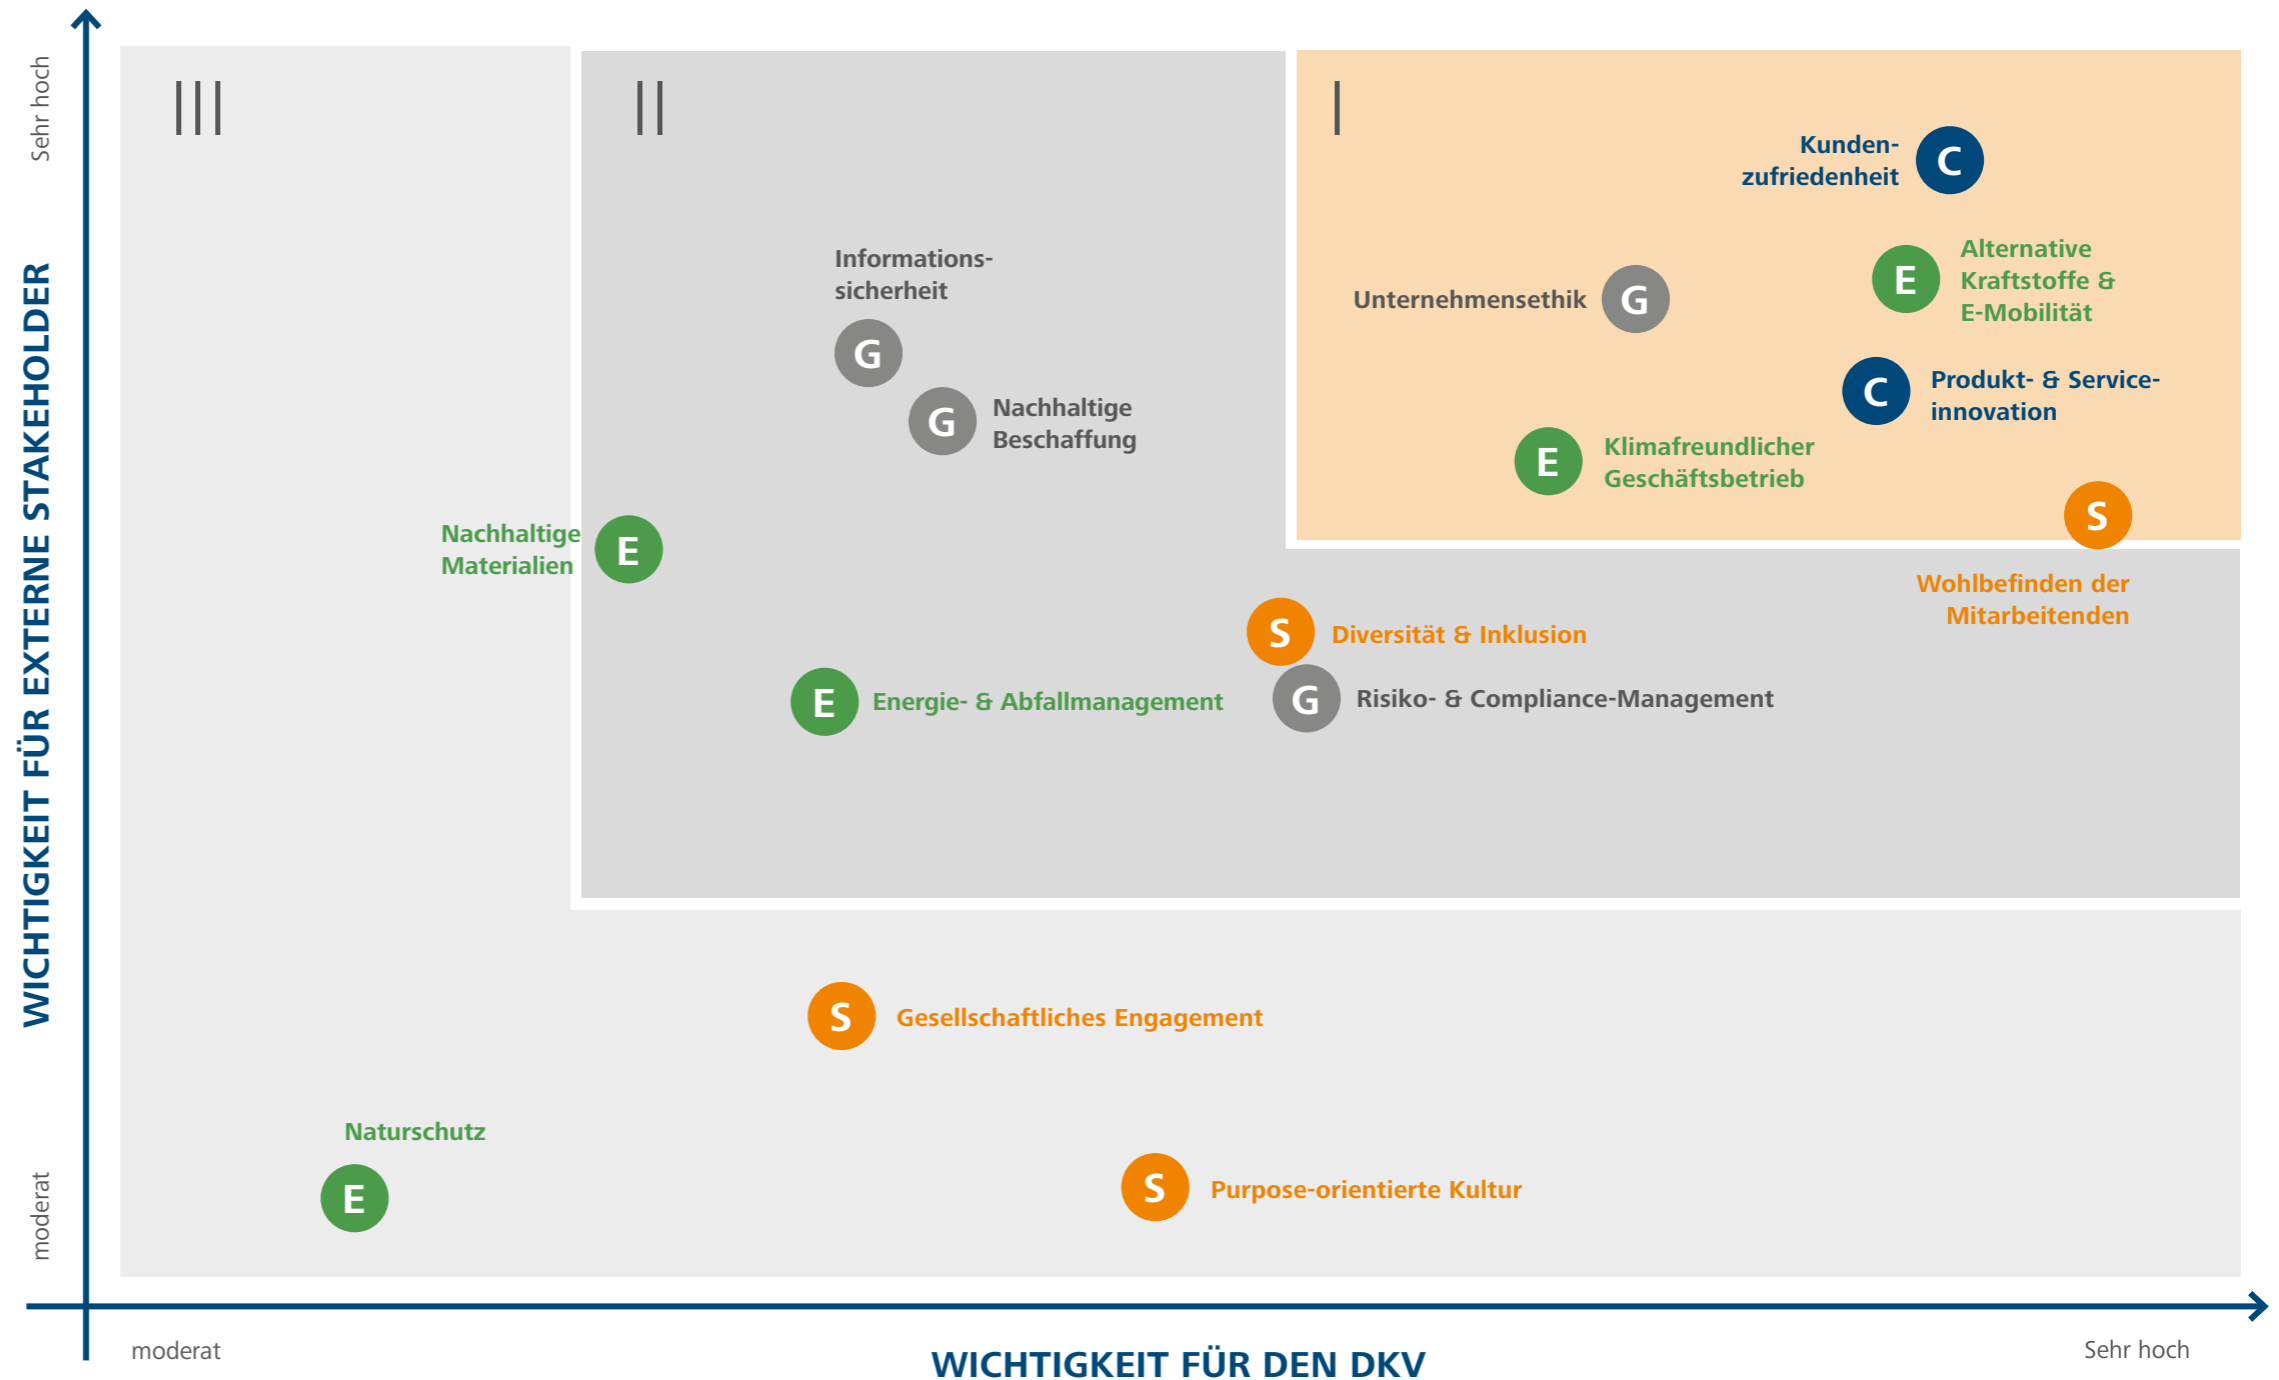 Sehr hoch
WICHTIGKEIT FÜR EXTERNE STAKEHOLDER
moderat
III
II
I
Kunden-
zufriedenheit
C
Alternative
Kraftstoffe &
E-Mobilität
E
Unternehmensethik
G
Informations-
sicherheit
G
Produkt- & Service-
innovation
C
Nachhaltige
Beschaffung
G
Klimafreundlicher
Geschäftsbetrieb
E
S
Wohlbefinden der
Mitarbeitenden
Nachhaltige
Materialien
E
S
Diversität & Inklusion
E
Energie- & Abfallmanagement
G
Risiko- & Compliance-Management
S
Gesellschaftliches Engagement
Naturschutz
E
S
Purpose-orientierte Kultur
moderat
WICHTIGKEIT FÜR DEN DKV
Sehr hoch